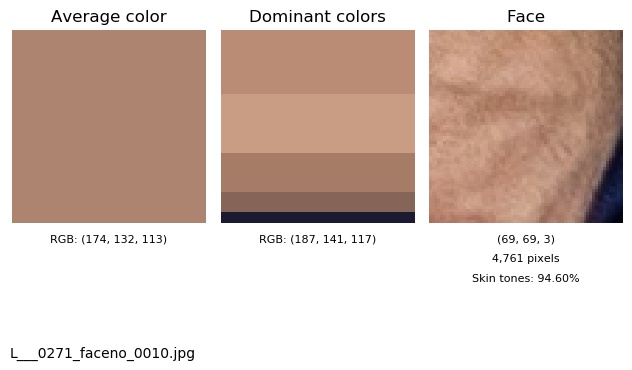 Average color
Dominant colors
Face
RGB: (174, 132, 113)
RGB: (187, 141, 117)
(69, 69, 3)
4,761 pixels
Skin tones: 94.60%
L___0271_faceno_0010.jpg